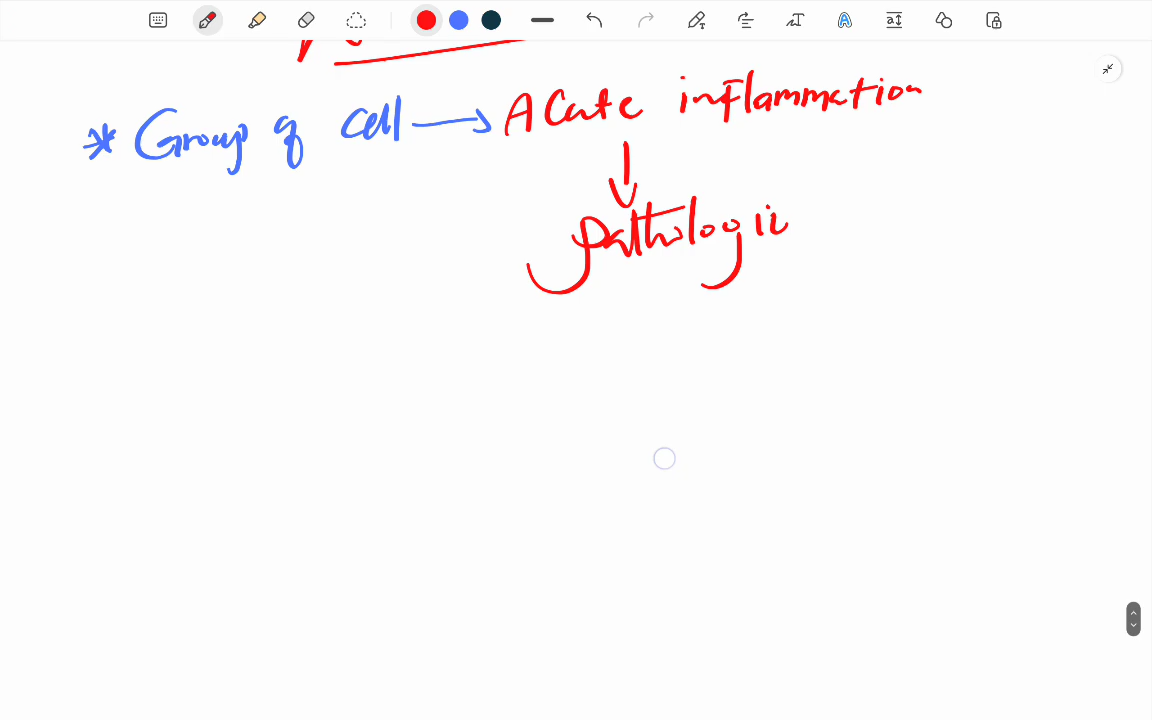 * Group of cell → Acute inflammation
↓
pathologic